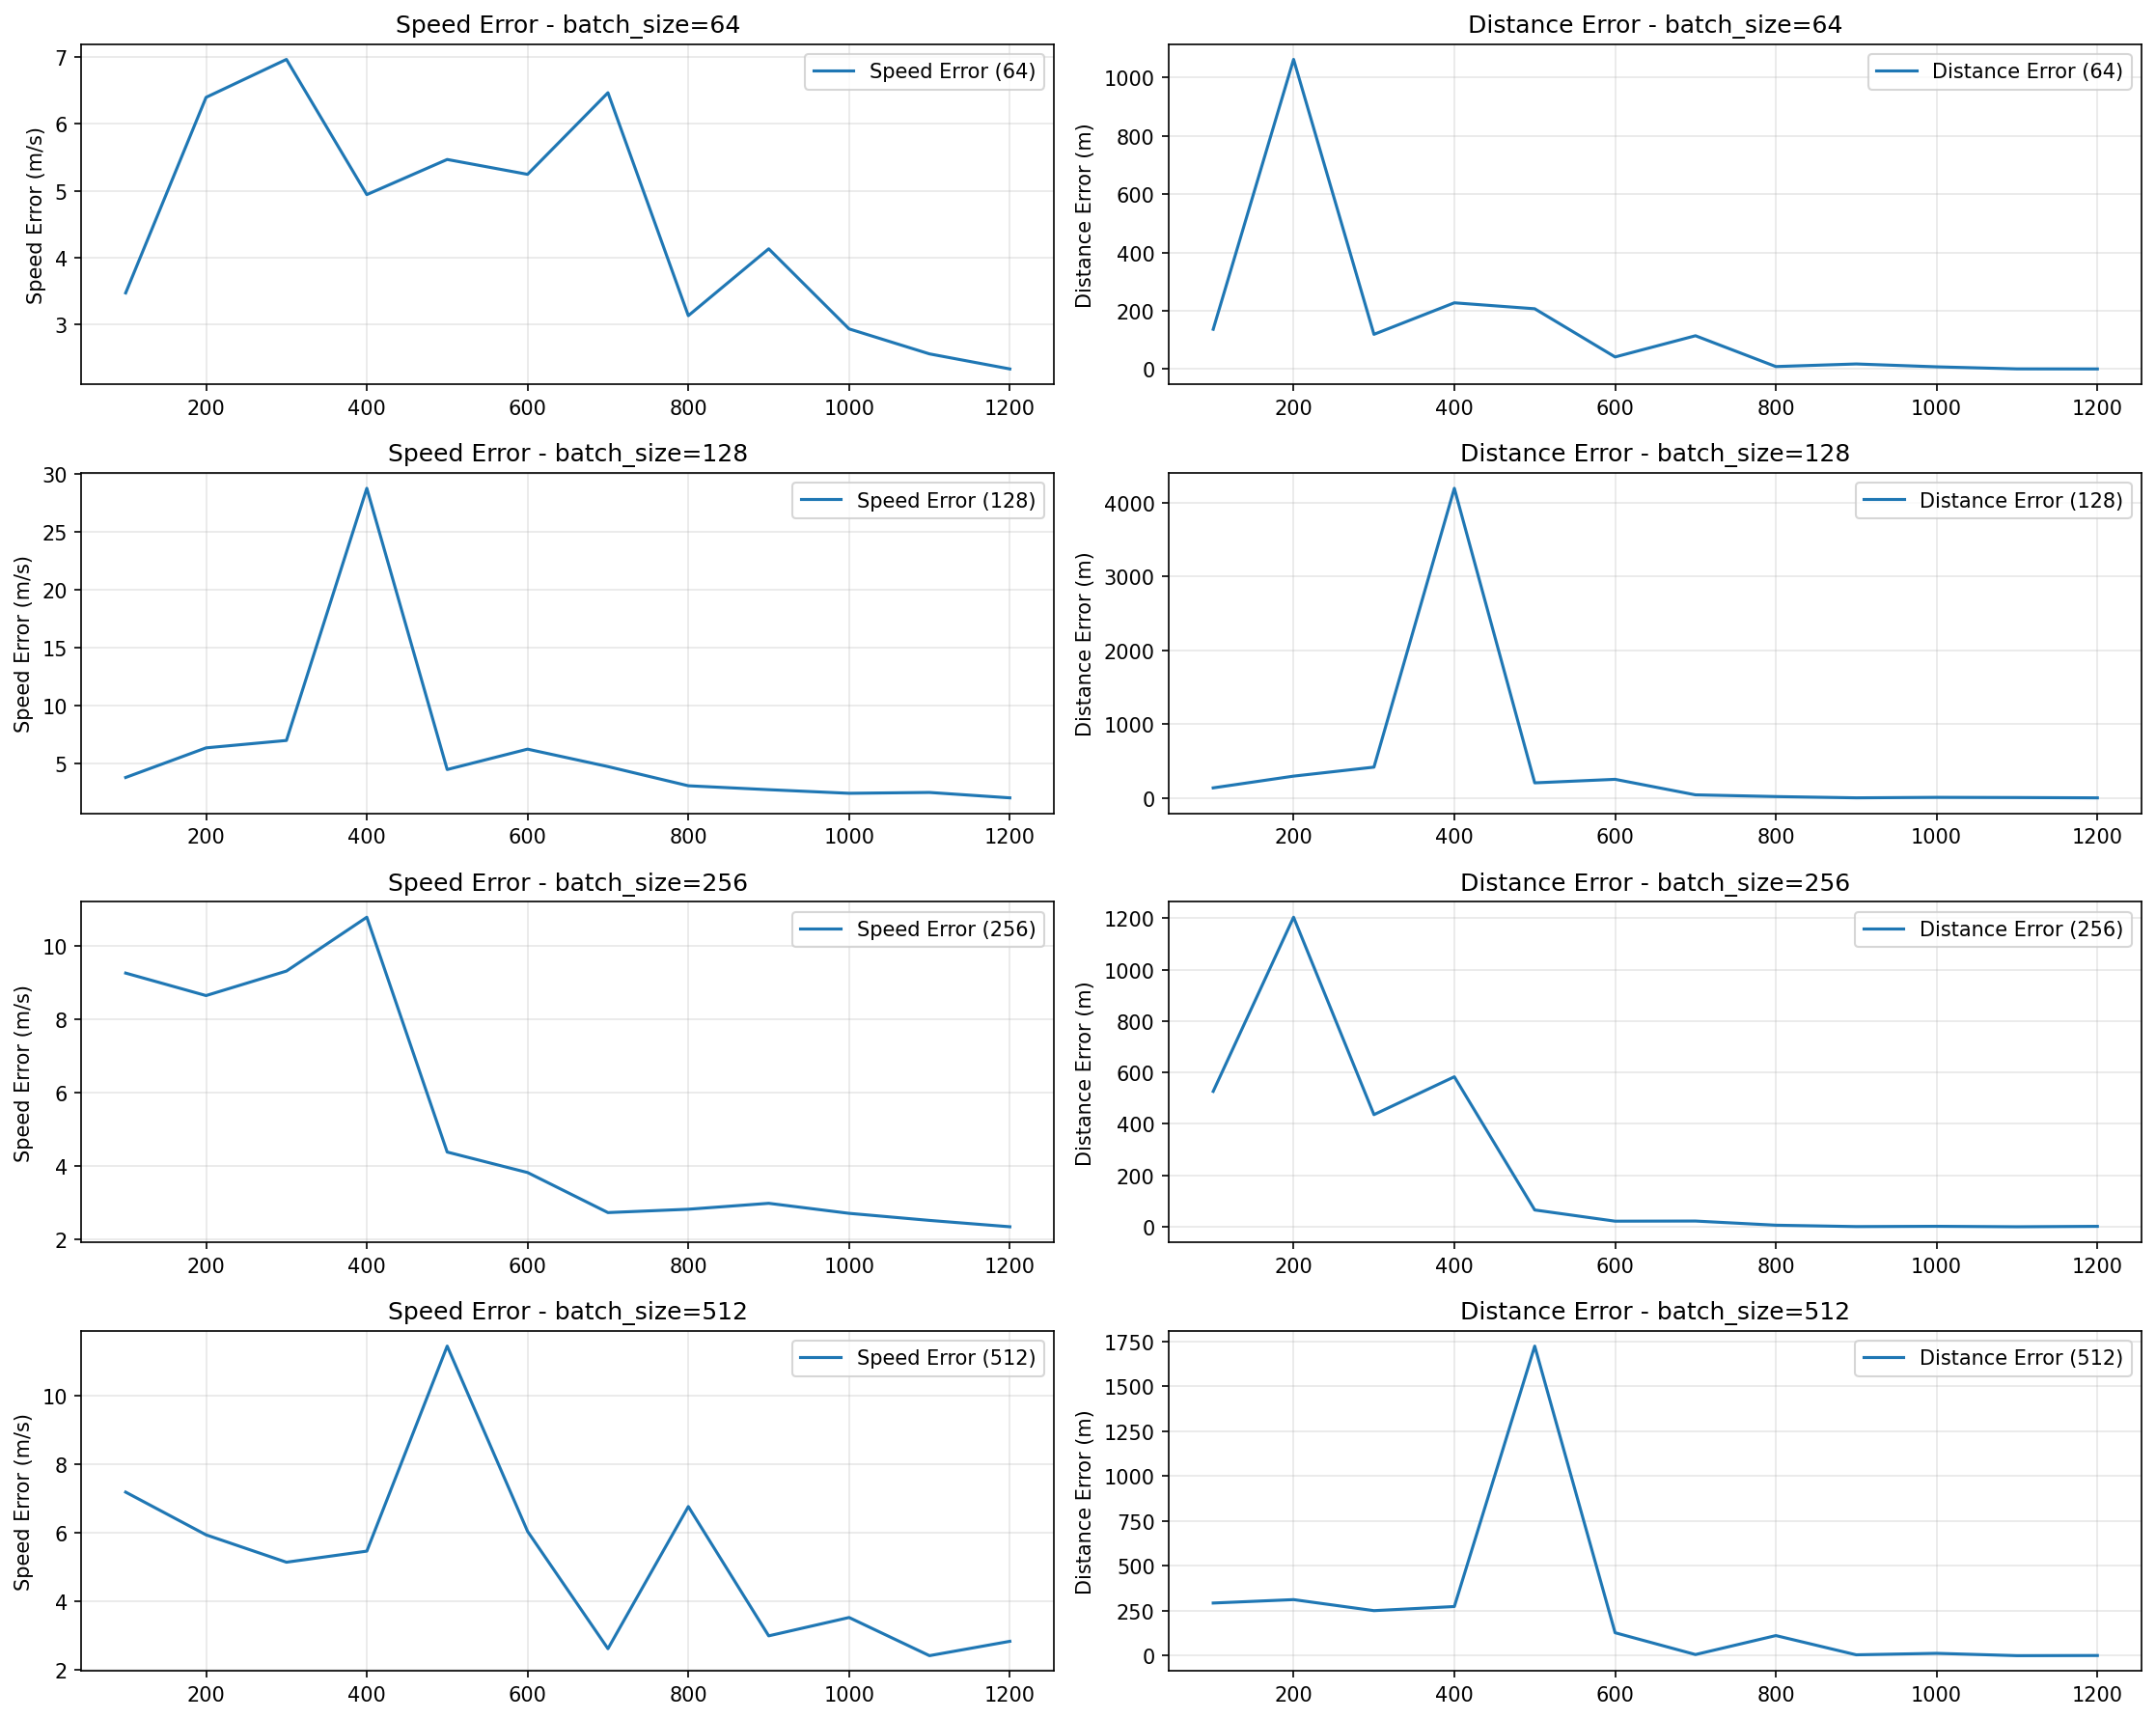 Speed Error - batch_size=64
Speed Error (m/s)
7
6
5
4
3
Speed Error (64)
200 400 600 800 1000 1200
Distance Error - batch_size=64
Distance Error (m)
1000
800
600
400
200
0
Distance Error (64)
200 400 600 800 1000 1200
Speed Error - batch_size=128
Speed Error (m/s)
30
25
20
15
10
5
Speed Error (128)
200 400 600 800 1000 1200
Distance Error - batch_size=128
Distance Error (m)
4000
3000
2000
1000
0
Distance Error (128)
200 400 600 800 1000 1200
Speed Error - batch_size=256
Speed Error (m/s)
10
8
6
4
2
Speed Error (256)
200 400 600 800 1000 1200
Distance Error - batch_size=256
Distance Error (m)
1200
1000
800
600
400
200
0
Distance Error (256)
200 400 600 800 1000 1200
Speed Error - batch_size=512
Speed Error (m/s)
10
8
6
4
2
Speed Error (512)
200 400 600 800 1000 1200
Distance Error - batch_size=512
Distance Error (m)
1750
1500
1250
1000
750
500
250
0
Distance Error (512)
200 400 600 800 1000 1200